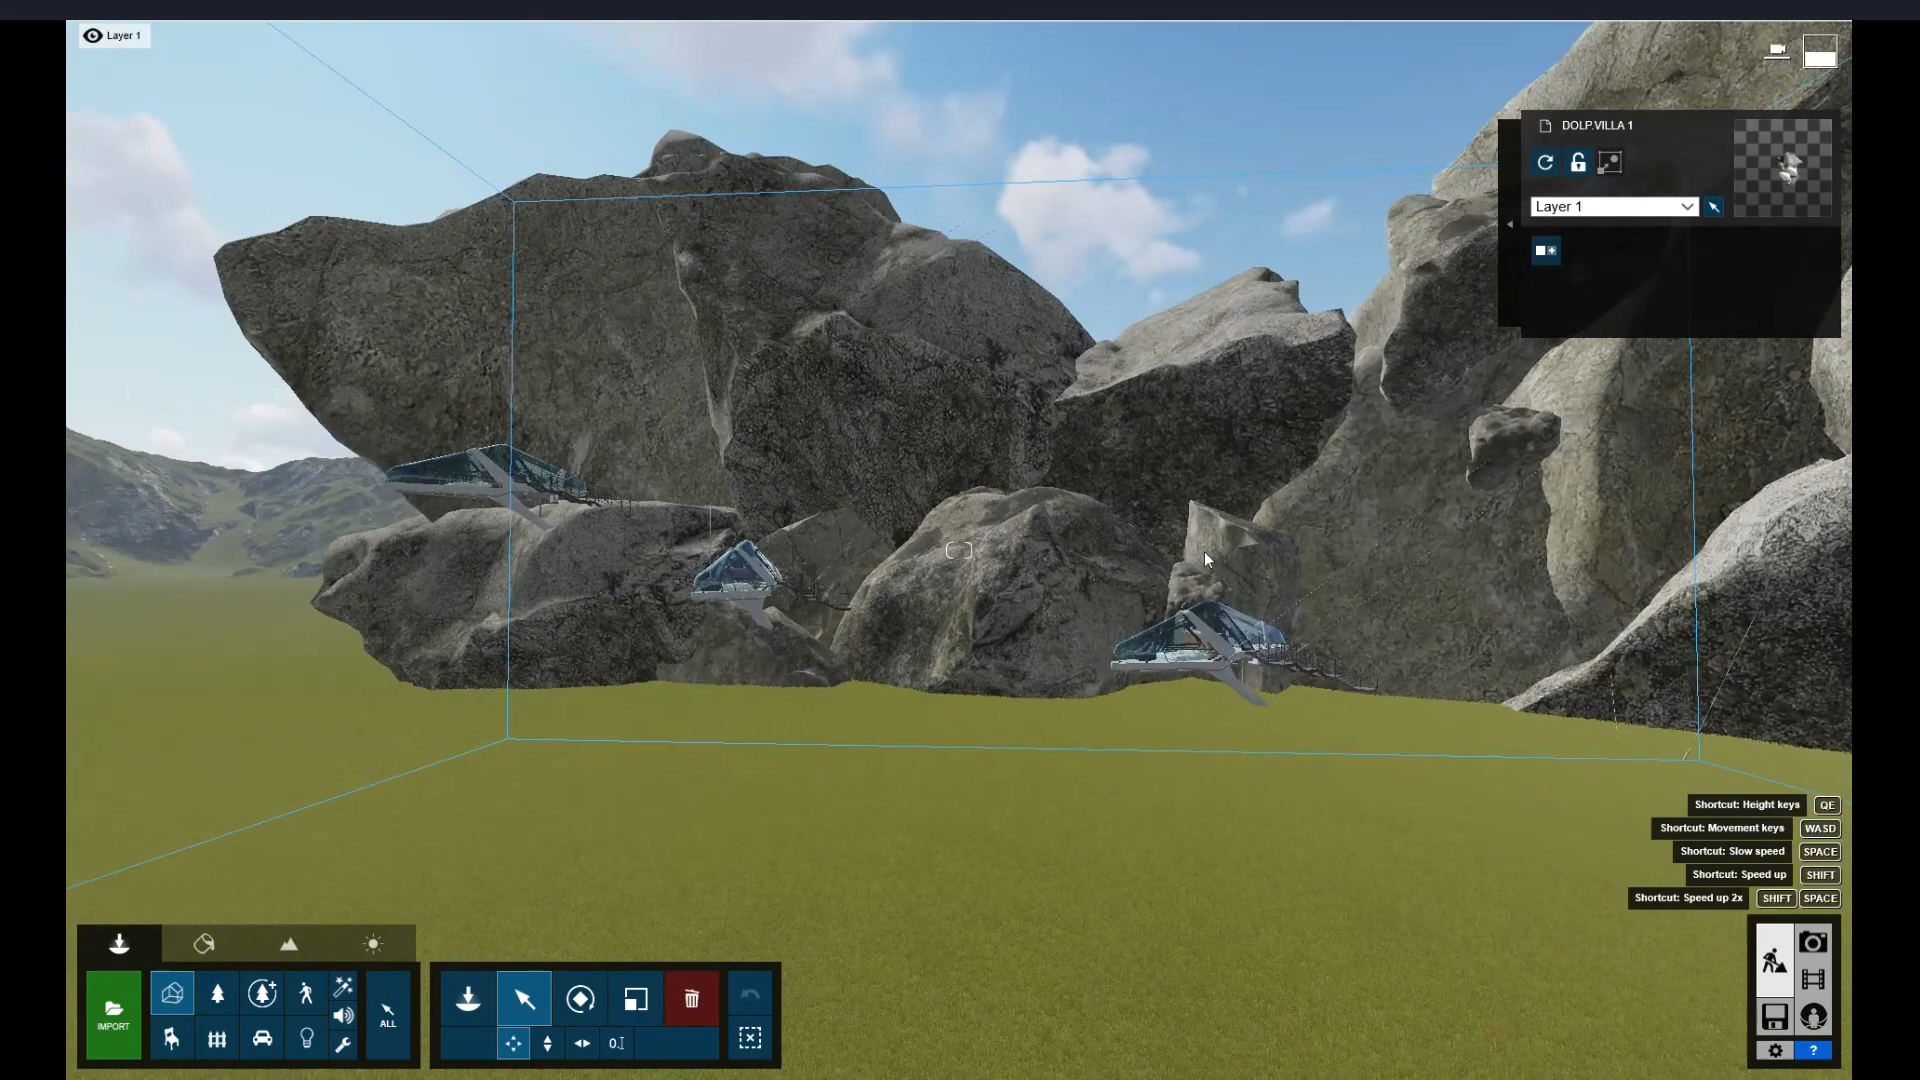 Layer 1
DOLP.VILLA 1
Layer 1
Shortcut: Height keys QE
Shortcut: Movement keys WASD
Shortcut: Slow speed SPACE
Shortcut: Speed up SHIFT
Shortcut: Speed up 2x SHIFT SPACE
IMPORT
ALL
?